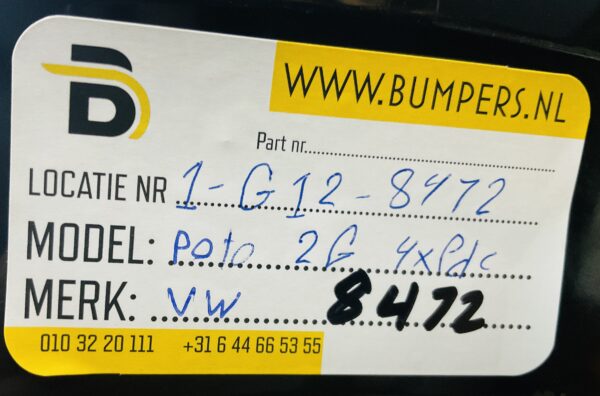 B
WWW.BUMPERS.NL
Part nr.
LOCATIE NR 1-G12-8472
MODEL: Polo 2G 4xPdc
MERK: VW 8472
010 32 20 111 +31 6 44 66 53 55